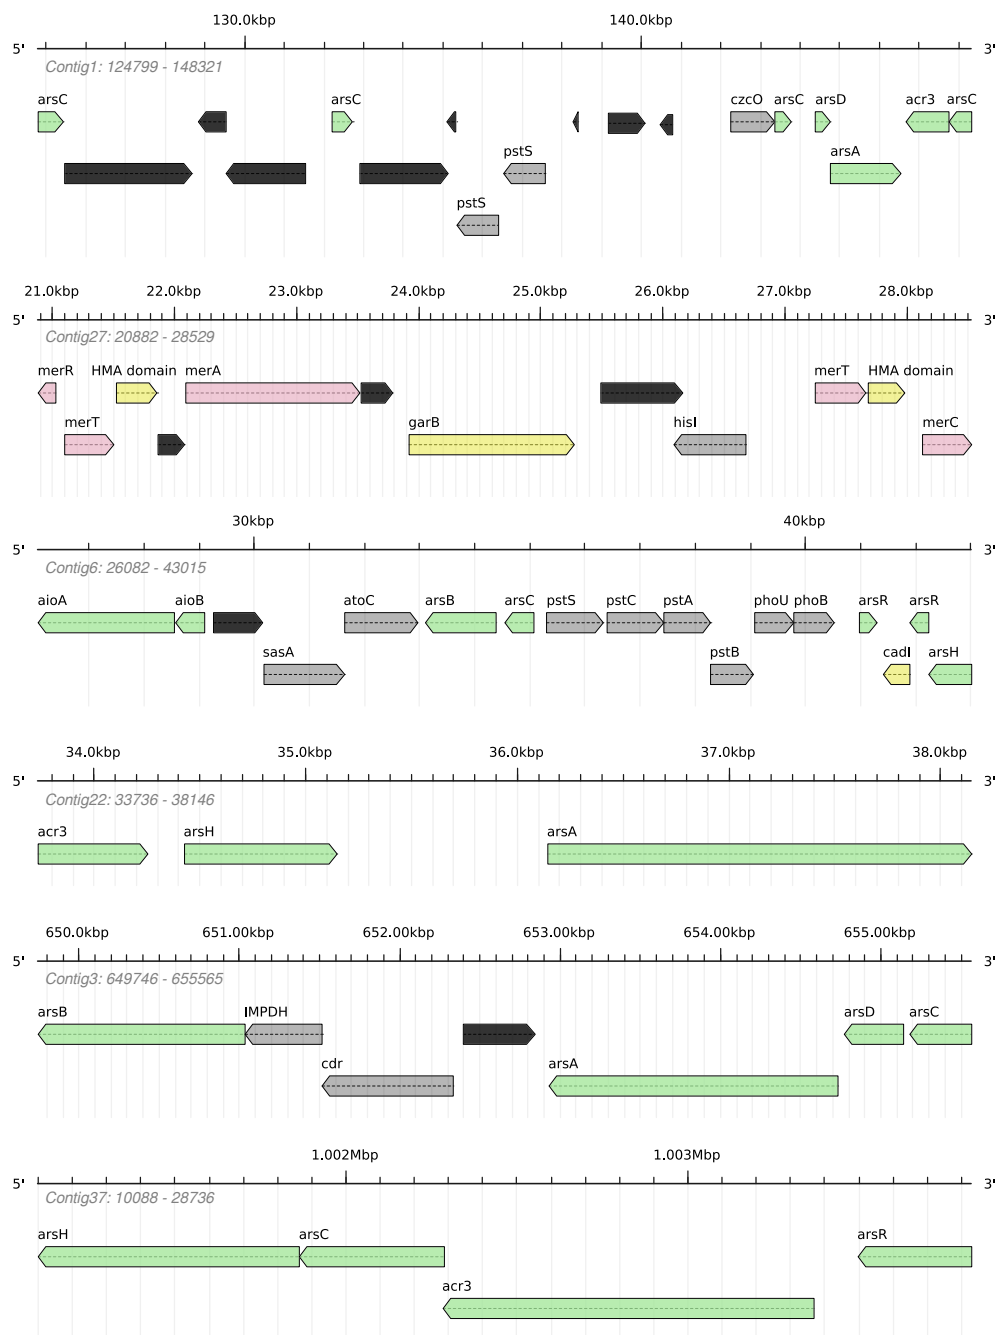 130.0kbp 140.0kbp
5' 3'
Contig1: 124799 - 148321
arsC arsC czcO arsC arsD acr3 arsC
pstS arsA
pstS
21.0kbp 22.0kbp 23.0kbp 24.0kbp 25.0kbp 26.0kbp 27.0kbp 28.0kbp
5' 3'
Contig27: 20882 - 28529
merR HMA domain merA merT HMA domain
merT garB hisI merC
30kbp 40kbp
5' 3'
Contig6: 26082 - 43015
aioA aioB atoC arsB arsC pstS pstC pstA phoU phoB arsR arsR
sasA pstB cadI arsH
34.0kbp 35.0kbp 36.0kbp 37.0kbp 38.0kbp
5' 3'
Contig22: 33736 - 38146
acr3 arsH arsA
650.00kbp 651.00kbp 652.00kbp 653.00kbp 654.00kbp 655.00kbp
5' 3'
Contig3: 649746 - 655565
arsB IMPDH arsD arsC
cdr arsA
1.002Mbp 1.003Mbp
5' 3'
Contig37: 10088 - 28736
arsH arsC arsR
acr3